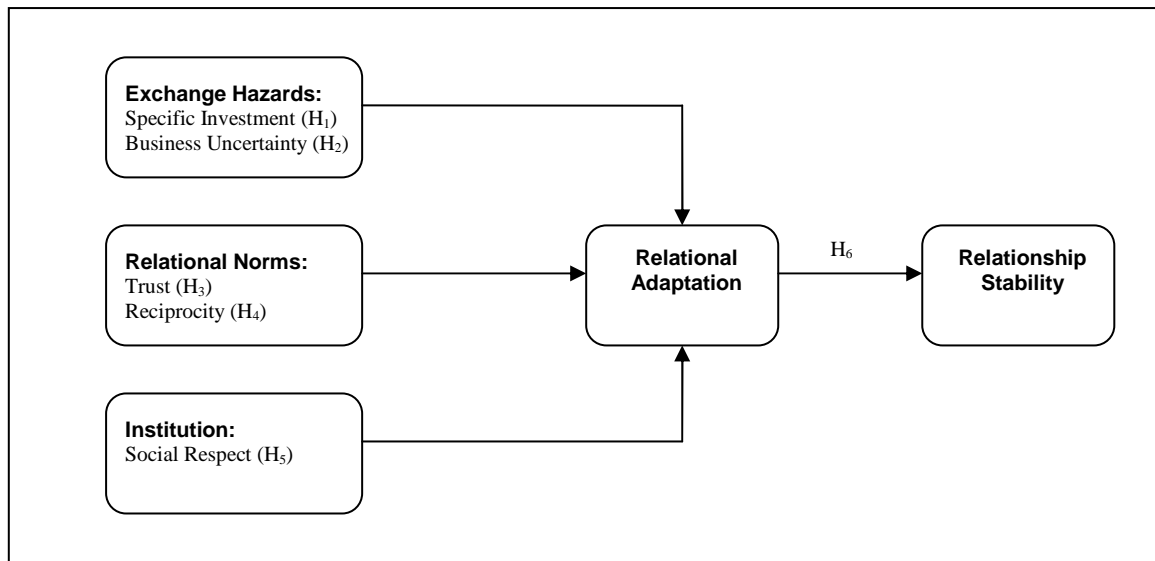 Exchange Hazards:
Specific Investment (H₁)
Business Uncertainty (H₂)
Relational Norms:
Trust (H₃)
Reciprocity (H₄)
Institution:
Social Respect (H₅)
Relational
Adaptation
H₆
Relationship
Stability